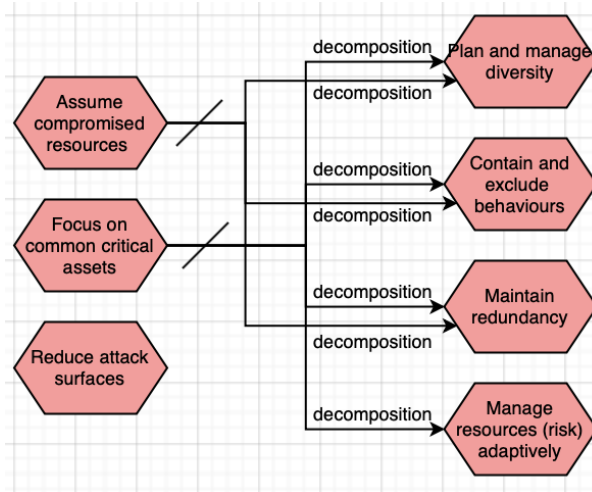 Assume
compromised
resources
Focus on
common critical
assets
Reduce attack
surfaces
decomposition
decomposition
decomposition
decomposition
decomposition
decomposition
decomposition
Plan and manage
diversity
Contain and
exclude
behaviours
Maintain
redundancy
Manage
resources (risk)
adaptively